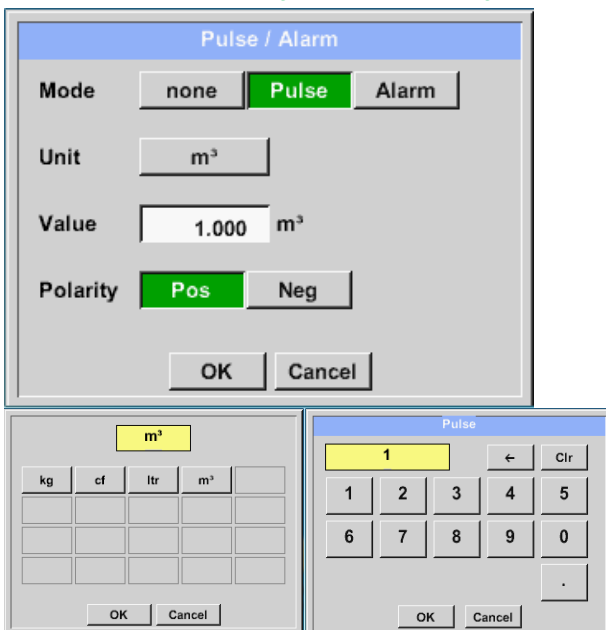 Pulse / Alarm
Mode none Pulse Alarm
Unit m³
Value 1.000 m³
Polarity Pos Neg
OK Cancel
m³
kg cf ltr m³
OK Cancel
Pulse
1 ← Clr
1 2 3 4 5
6 7 8 9 0
.
OK Cancel